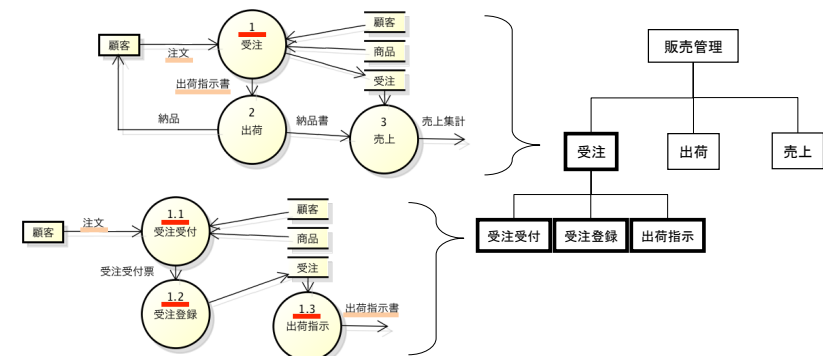 1
受注
顧客
顧客
商品
受注
注文
出荷指示書
2
出荷
納品
納品書
3
売上
売上集計
1.1
受注受付
顧客
注文
顧客
商品
受注
受注受付票
1.2
受注登録
1.3
出荷指示
出荷指示書
販売管理
受注
出荷
売上
受注受付
受注登録
出荷指示